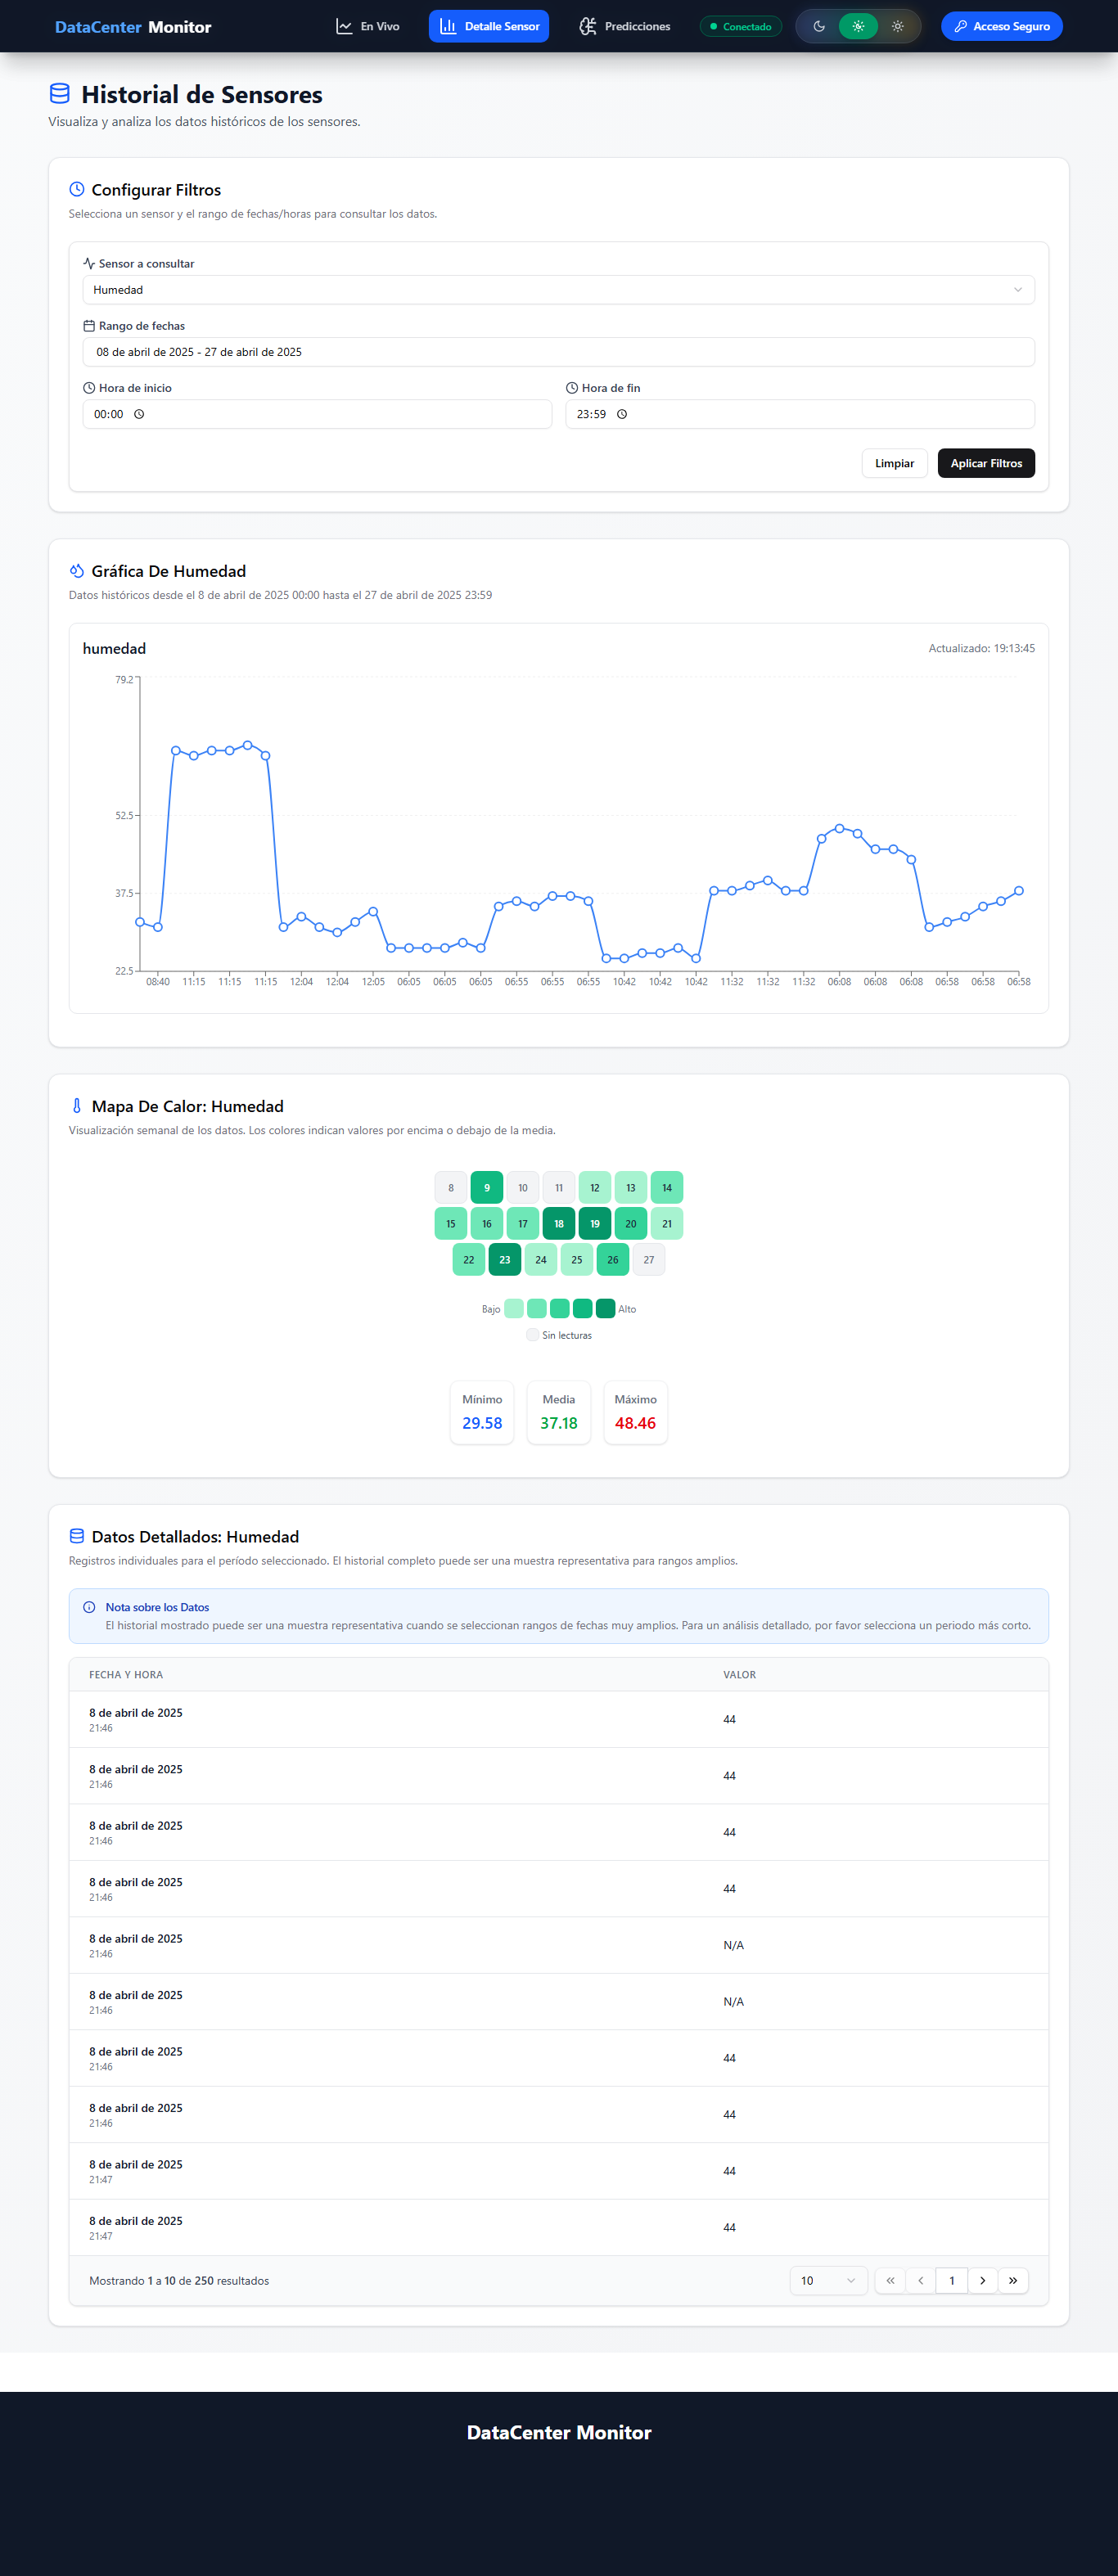 DataCenter Monitor En Vivo Detalle Sensor Predicciones Conectado Acceso Seguro
Historial de Sensores
Visualiza y analiza los datos históricos de los sensores.
Configurar Filtros
Selecciona un sensor y el rango de fechas/horas para consultar los datos.
Sensor a consultar
Humedad
Rango de fechas
08 de abril de 2025 - 27 de abril de 2025
Hora de inicio Hora de fin
00:00 23:59
Limpiar Aplicar Filtros
Gráfica De Humedad
Datos históricos desde el 8 de abril de 2025 00:00 hasta el 27 de abril de 2025 23:59
humedad Actualizado: 19:13:45
79.2
52.5
37.5
22.5
08:40 11:15 11:15 11:15 12:04 12:04 12:05 06:05 06:05 06:05 06:55 06:55 06:55 10:42 10:42 10:42 11:32 11:32 11:32 06:08 06:08 06:08 06:58 06:58 06:58
Mapa De Calor: Humedad
Visualización semanal de los datos. Los colores indican valores por encima o debajo de la media.
8 9 10 11 12 13 14
15 16 17 18 19 20 21
22 23 24 25 26 27
Bajo Alto
Sin lecturas
Mínimo Media Máximo
29.58 37.18 48.46
Datos Detallados: Humedad
Registros individuales para el período seleccionado. El historial completo puede ser una muestra representativa para rangos amplios.
Nota sobre los Datos
El historial mostrado puede ser una muestra representativa cuando se seleccionan rangos de fechas muy amplios. Para un análisis detallado, por favor selecciona un periodo más corto.
FECHA Y HORA VALOR
8 de abril de 2025
21:46
44
8 de abril de 2025
21:46
44
8 de abril de 2025
21:46
44
8 de abril de 2025
21:46
44
8 de abril de 2025
21:46
N/A
8 de abril de 2025
21:46
N/A
8 de abril de 2025
21:46
44
8 de abril de 2025
21:46
44
8 de abril de 2025
21:47
44
8 de abril de 2025
21:47
44
Mostrando 1 a 10 de 250 resultados 10 « ‹ 1 › »
DataCenter Monitor